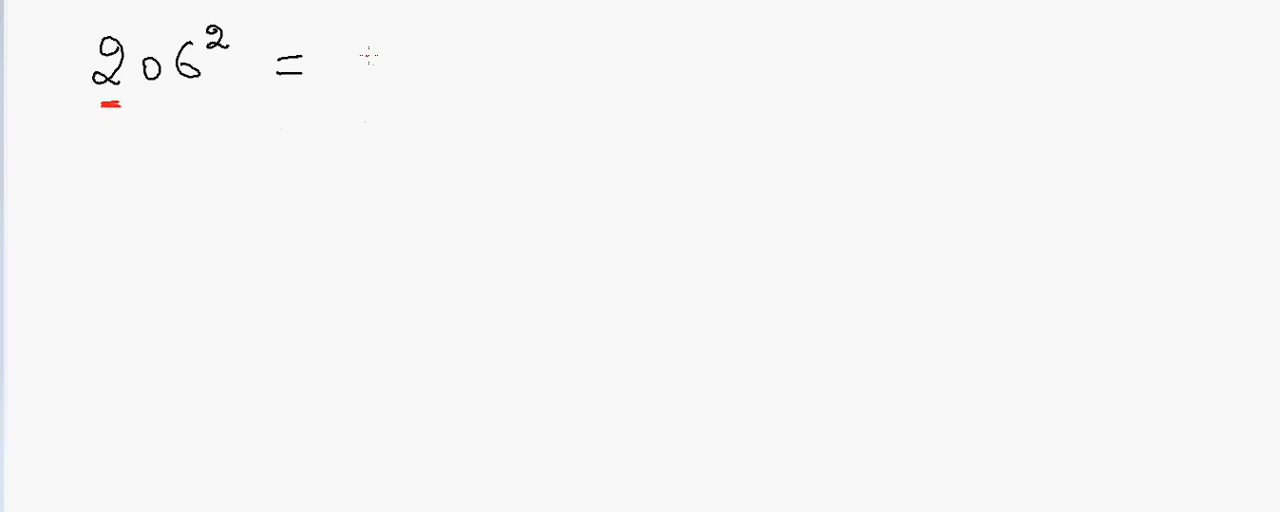 206² =